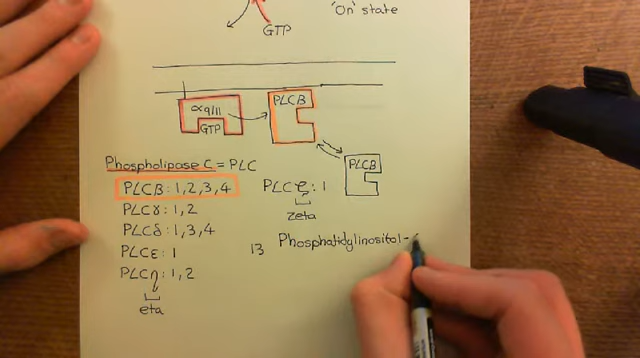 'On' state
GTP
αq/11
GTP
PLCβ
PLCβ
Phospholipase C = PLC
PLCβ: 1,2,3,4
PLCγ: 1,2
PLCδ: 1,3,4
PLCε: 1
PLCη: 1,2
eta
PLCζ: 1
zeta
13 Phosphatidylinositol-